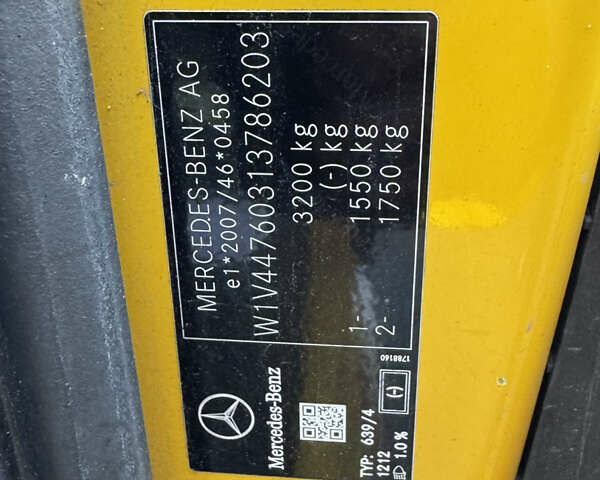 MERCEDES-BENZ AG
e1*2007/46*0458
W1V44760313786203
3200 kg
(-) kg
1- 1550 kg
2- 1750 kg
1788160
Mercedes-Benz
TYP: 639/4
1212
1.0%
(-)